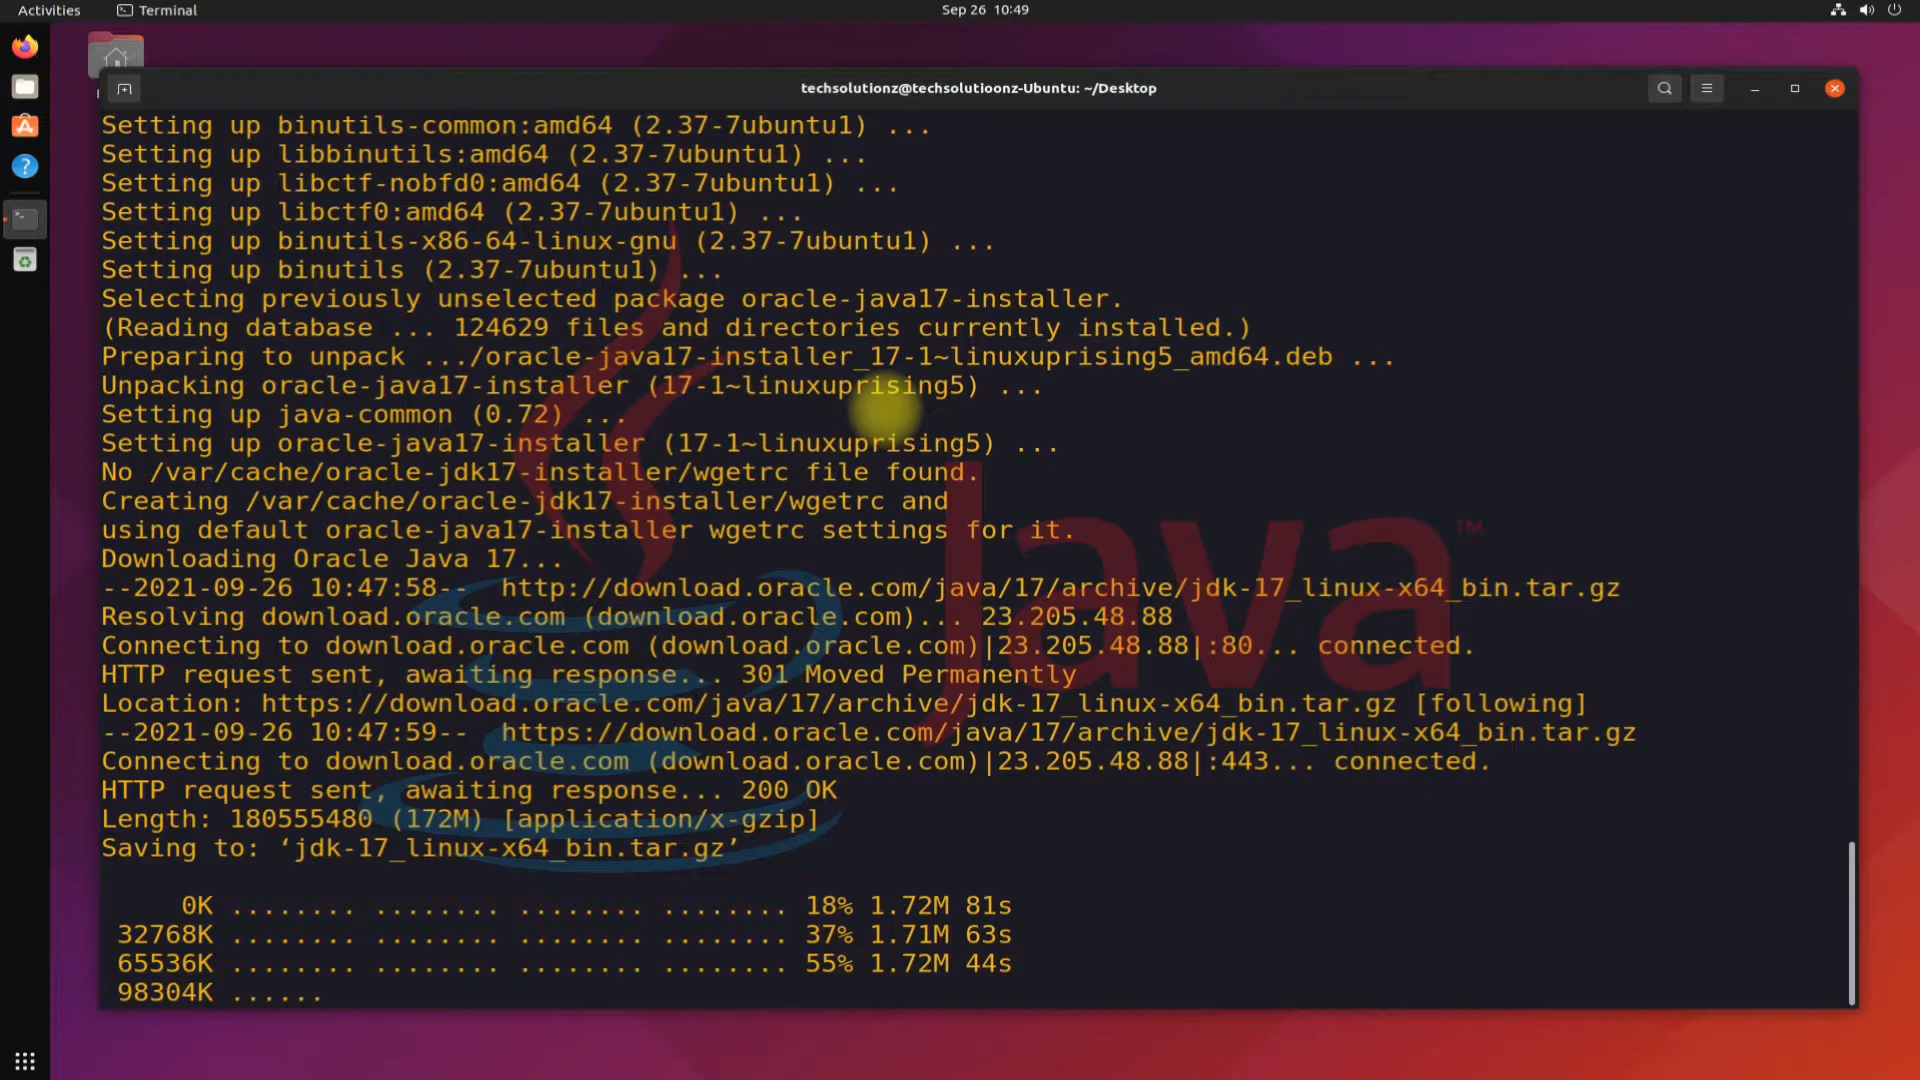 Activities
Terminal
Sep 26 10:49
techsolutionz@techsolutioonz-Ubuntu: ~/Desktop
Setting up binutils-common:amd64 (2.37-7ubuntu1) ...
Setting up libbinutils:amd64 (2.37-7ubuntu1) ...
Setting up libctf-nobfd0:amd64 (2.37-7ubuntu1) ...
Setting up libctf0:amd64 (2.37-7ubuntu1) ...
Setting up binutils-x86-64-linux-gnu (2.37-7ubuntu1) ...
Setting up binutils (2.37-7ubuntu1) ...
Selecting previously unselected package oracle-java17-installer.
(Reading database ... 124629 files and directories currently installed.)
Preparing to unpack .../oracle-java17-installer_17-1~linuxuprising5_amd64.deb ...
Unpacking oracle-java17-installer (17-1~linuxuprising5) ...
Setting up java-common (0.72) ...
Setting up oracle-java17-installer (17-1~linuxuprising5) ...
No /var/cache/oracle-jdk17-installer/wgetrc file found.
Creating /var/cache/oracle-jdk17-installer/wgetrc and
using default oracle-java17-installer wgetrc settings for it.
Downloading Oracle Java 17...
--2021-09-26 10:47:58--  http://download.oracle.com/java/17/archive/jdk-17_linux-x64_bin.tar.gz
Resolving download.oracle.com (download.oracle.com)... 23.205.48.88
Connecting to download.oracle.com (download.oracle.com)|23.205.48.88|:80... connected.
HTTP request sent, awaiting response... 301 Moved Permanently
Location: https://download.oracle.com/java/17/archive/jdk-17_linux-x64_bin.tar.gz [following]
--2021-09-26 10:47:59--  https://download.oracle.com/java/17/archive/jdk-17_linux-x64_bin.tar.gz
Connecting to download.oracle.com (download.oracle.com)|23.205.48.88|:443... connected.
HTTP request sent, awaiting response... 200 OK
Length: 180555480 (172M) [application/x-gzip]
Saving to: ‘jdk-17_linux-x64_bin.tar.gz’
0K ........ ........ ........ ........ 18% 1.72M 81s
32768K ........ ........ ........ ........ 37% 1.71M 63s
65536K ........ ........ ........ ........ 55% 1.72M 44s
98304K ......
Java™